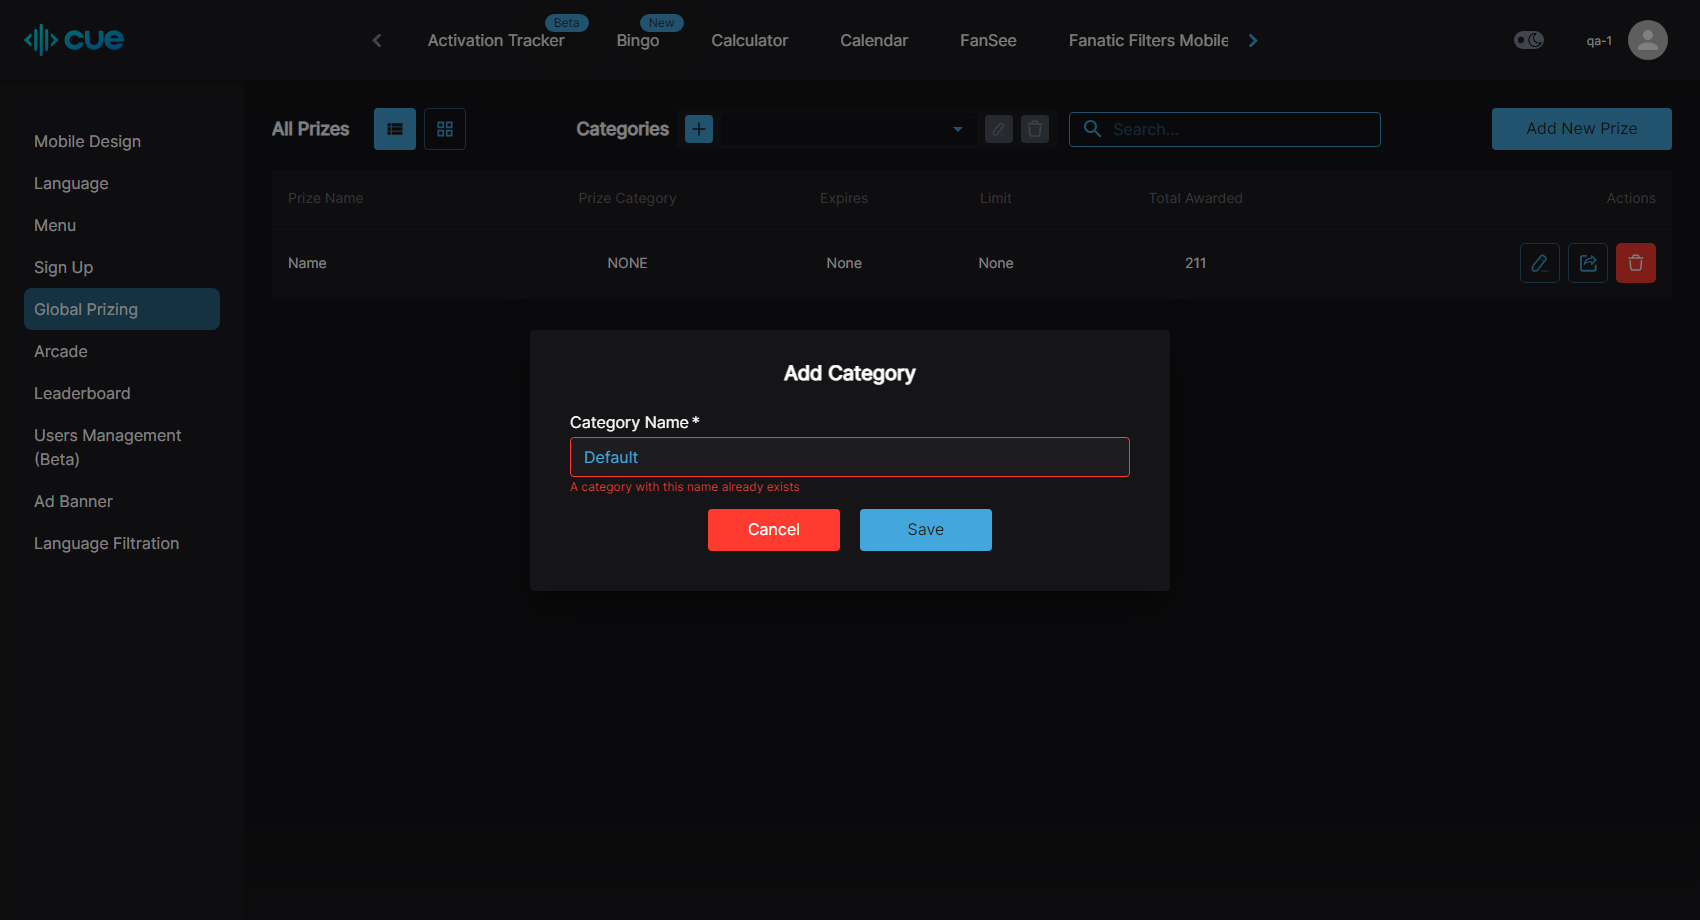 cue
Activation Tracker
Beta
Bingo
New
Calculator
Calendar
FanSee
Fanatic Filters Mobile
qa-1
Mobile Design
Language
Menu
Sign Up
Global Prizing
Arcade
Leaderboard
Users Management
(Beta)
Ad Banner
Language Filtration
All Prizes
Categories
Search...
Add New Prize
Prize Name Prize Category Expires Limit Total Awarded Actions
Name NONE None None 211
Add Category
Category Name*
Default
A category with this name already exists
Cancel
Save